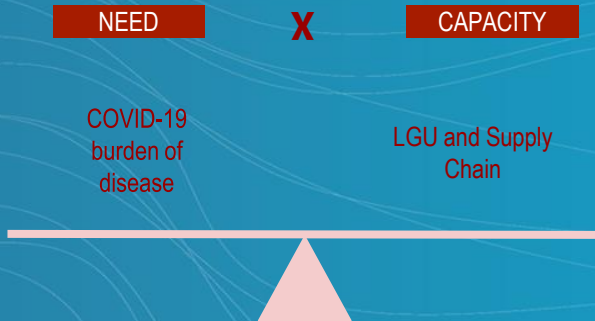 NEED X CAPACITY
COVID-19
burden of
disease
LGU and Supply
Chain